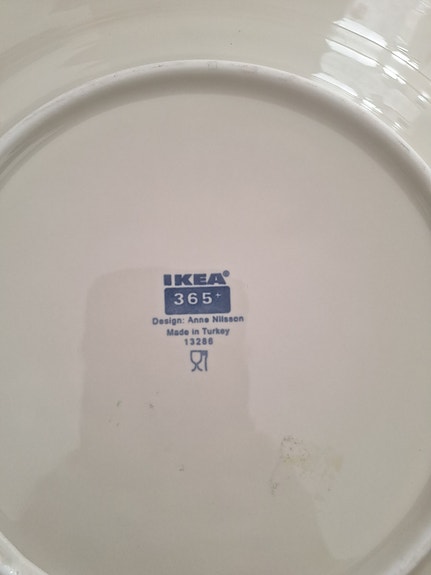 IKEA®
365+
Design: Anne Nilsson
Made in Turkey
13286